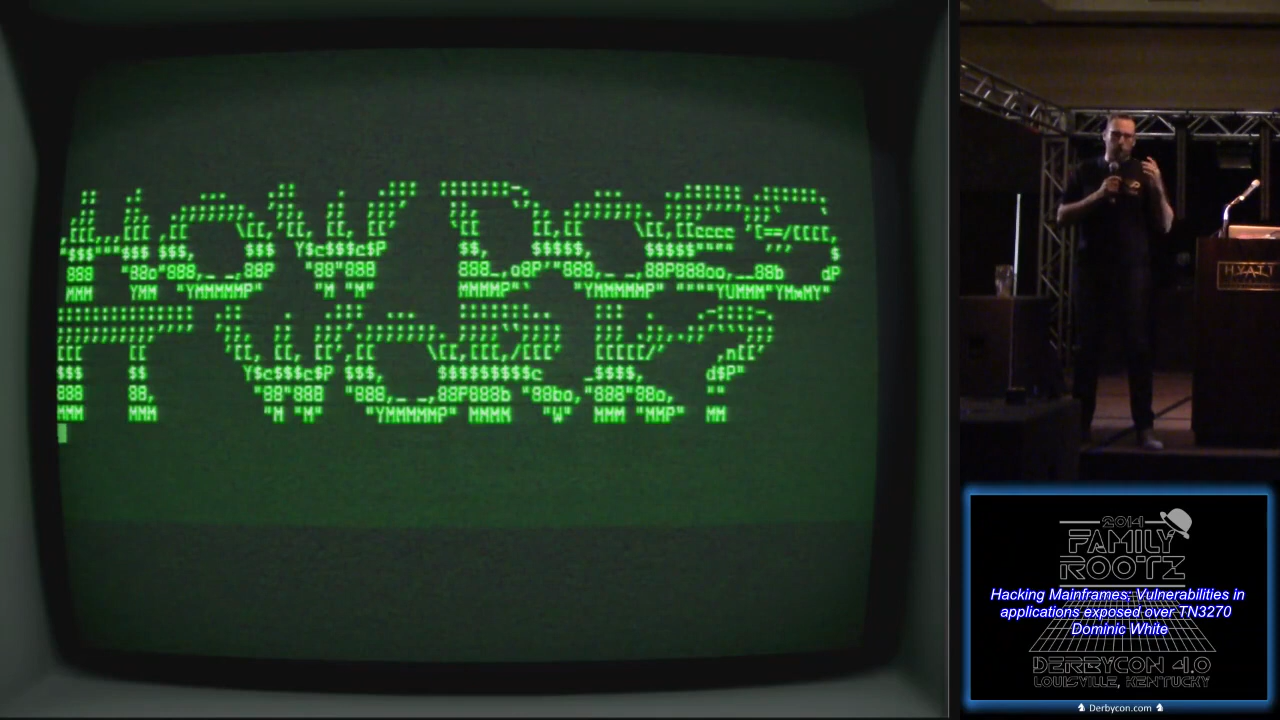 HOW DOES
IT WORK?
HYATT
2014
FAMILY
ROOTZ
Hacking Mainframes: Vulnerabilities in
applications exposed over TN3270
Dominic White
DERBYCON 4.0
LOUISVILLE, KENTUCKY
Derbycon.com